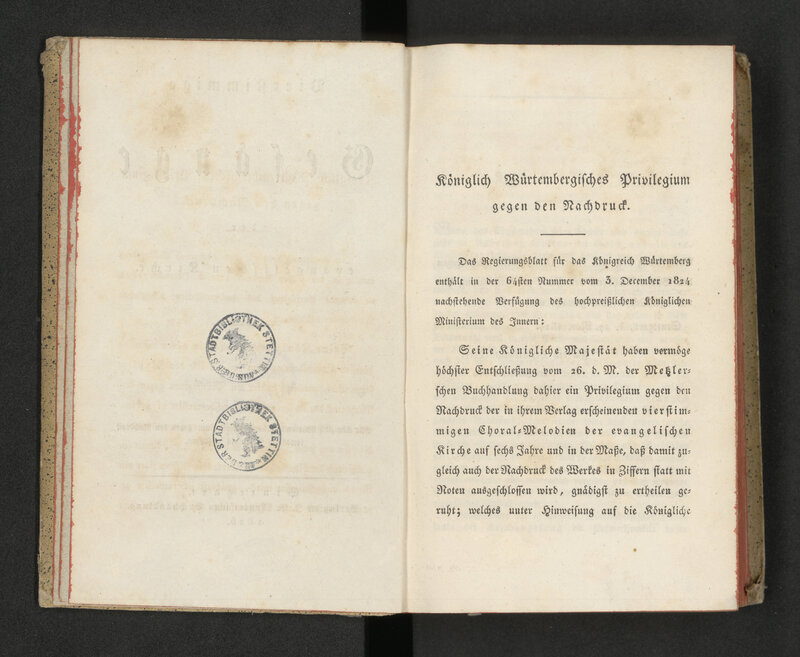 STADTBIBLIOTHEK STETTIN
STADTBIBLIOTHEK STETTIN
Königlich Würtembergisches Privilegium
gegen den Nachdruck.
Das Regierungsblatt für das Königreich Würtemberg
enthält in der 64sten Nummer vom 3. December 1824
nachstehende Verfügung des hochpreißlichen Königlichen
Ministerium des Innern:
Seine Königliche Majestät haben vermöge
höchster Entschließung vom 26. d. M. der Metzler-
schen Buchhandlung dahier ein Privilegium gegen den
Nachdruck der in ihrem Verlag erscheinenden vierstim-
migen Choral-Melodien der evangelischen
Kirche auf sechs Jahre und in der Maße, daß damit zu-
gleich auch der Nachdruck des Werkes in Ziffern statt mit
Noten ausgeschlossen wird, gnädigst zu ertheilen ge-
ruht; welches unter Hinweisung auf die Königliche